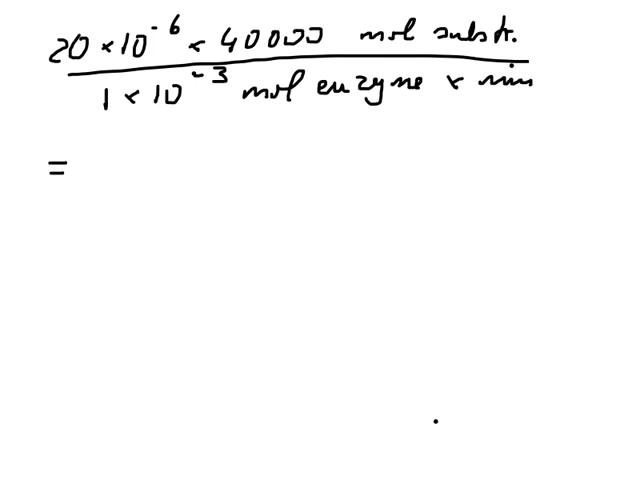 20 × 10⁻⁶ × 40000 mol substr.
1 × 10⁻³ mol enzyme × min
=